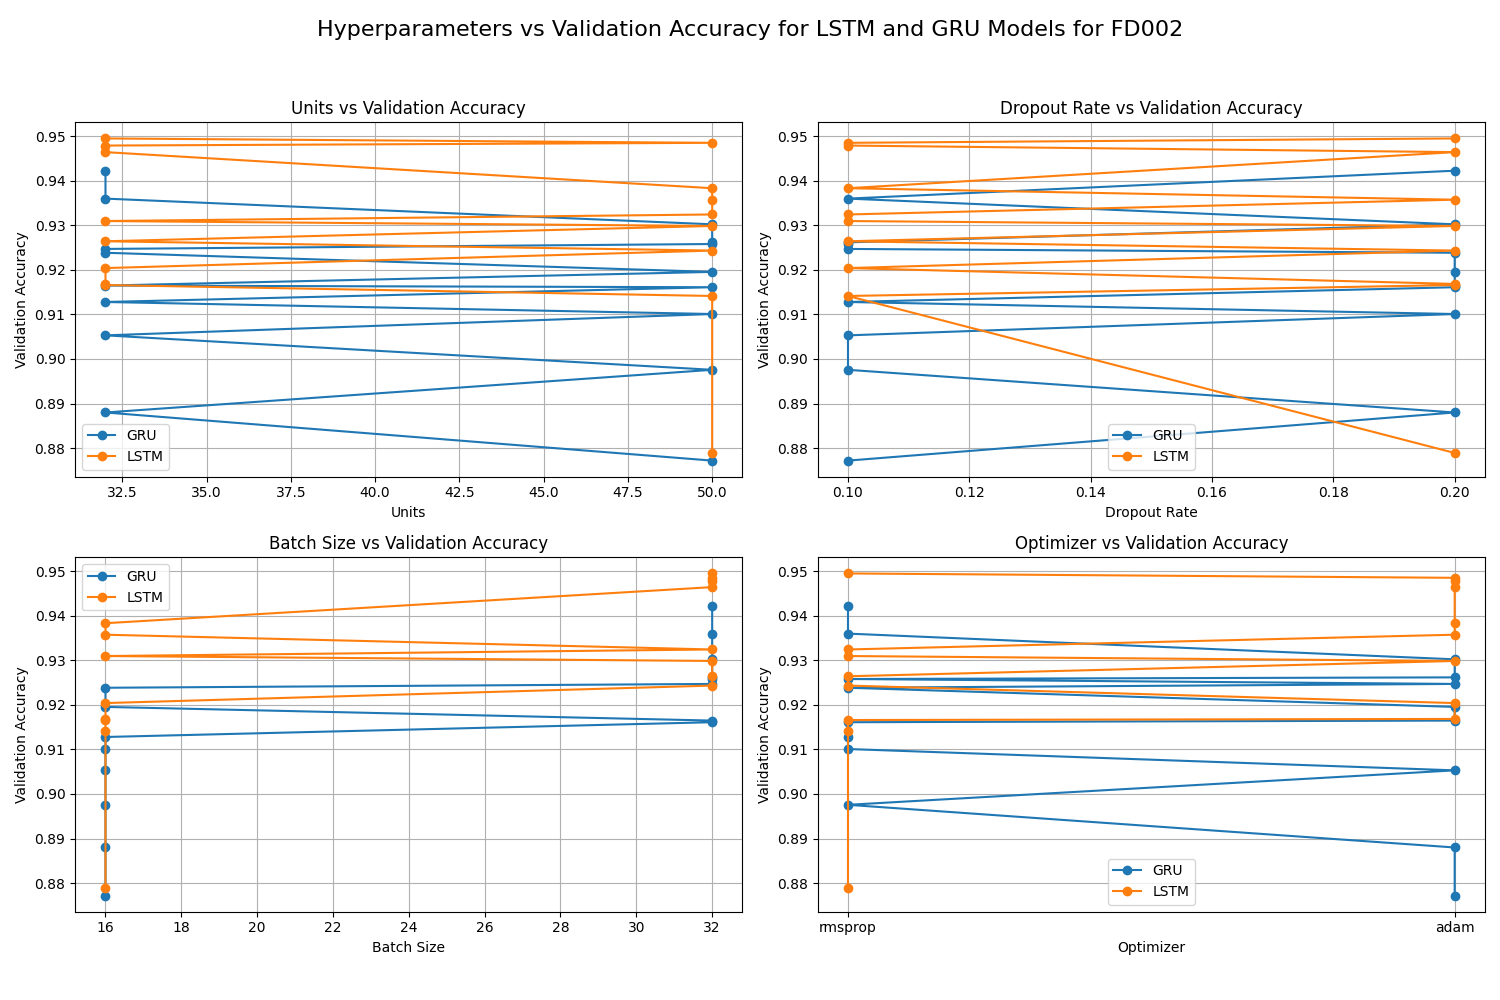 Hyperparameters vs Validation Accuracy for LSTM and GRU Models for FD002
Units vs Validation Accuracy
Validation Accuracy
0.95
0.94
0.93
0.92
0.91
0.90
0.89
0.88
GRU
LSTM
32.5 35.0 37.5 40.0 42.5 45.0 47.5 50.0
Units
Dropout Rate vs Validation Accuracy
Validation Accuracy
0.95
0.94
0.93
0.92
0.91
0.90
0.89
0.88
GRU
LSTM
0.10 0.12 0.14 0.16 0.18 0.20
Dropout Rate
Batch Size vs Validation Accuracy
Validation Accuracy
0.95
0.94
0.93
0.92
0.91
0.90
0.89
0.88
GRU
LSTM
16 18 20 22 24 26 28 30 32
Batch Size
Optimizer vs Validation Accuracy
Validation Accuracy
0.95
0.94
0.93
0.92
0.91
0.90
0.89
0.88
GRU
LSTM
rmsprop adam
Optimizer